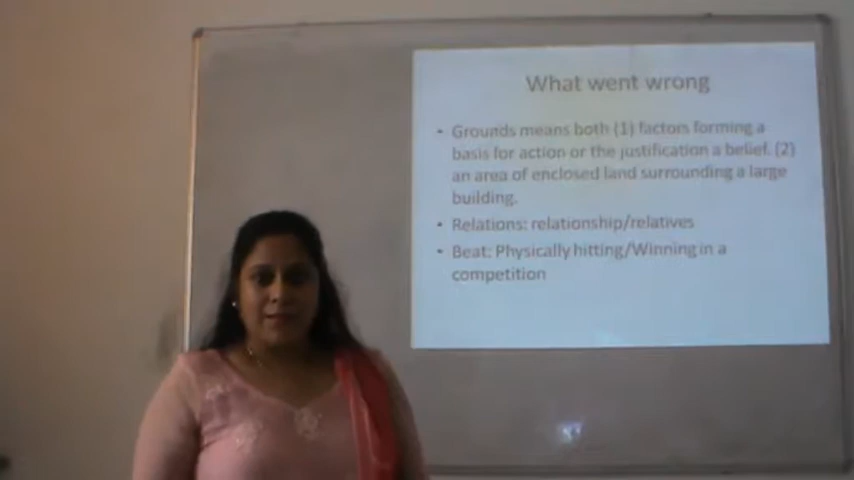 What went wrong
• Grounds means both (1) factors forming a
basis for action or the justification a belief. (2)
an area of enclosed land surrounding a large
building.
• Relations: relationship/relatives
• Beat: Physically hitting/Winning in a
competition